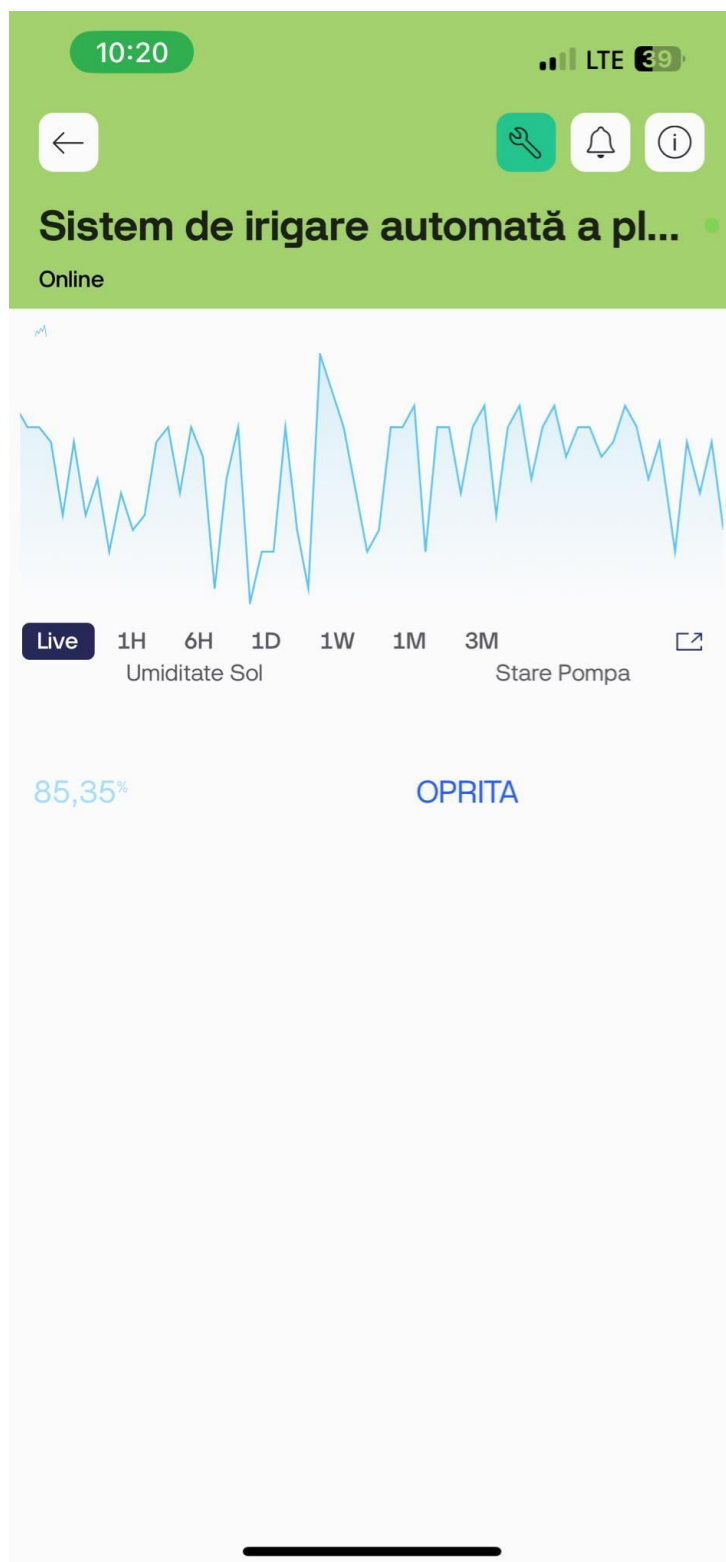 10:20 LTE 39
Sistem de irigare automată a pl...
Online
Live 1H 6H 1D 1W 1M 3M
Umiditate Sol Stare Pompa
85,35% OPRITA